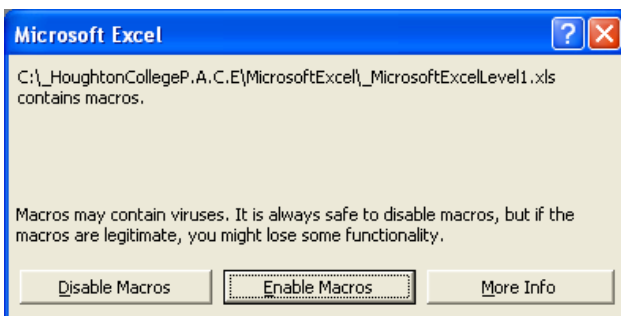 Microsoft Excel
C:\_HoughtonCollegeP.A.C.E\MicrosoftExcel\_MicrosoftExcelLevel1.xls
contains macros.
Macros may contain viruses. It is always safe to disable macros, but if the
macros are legitimate, you might lose some functionality.
Disable Macros Enable Macros More Info